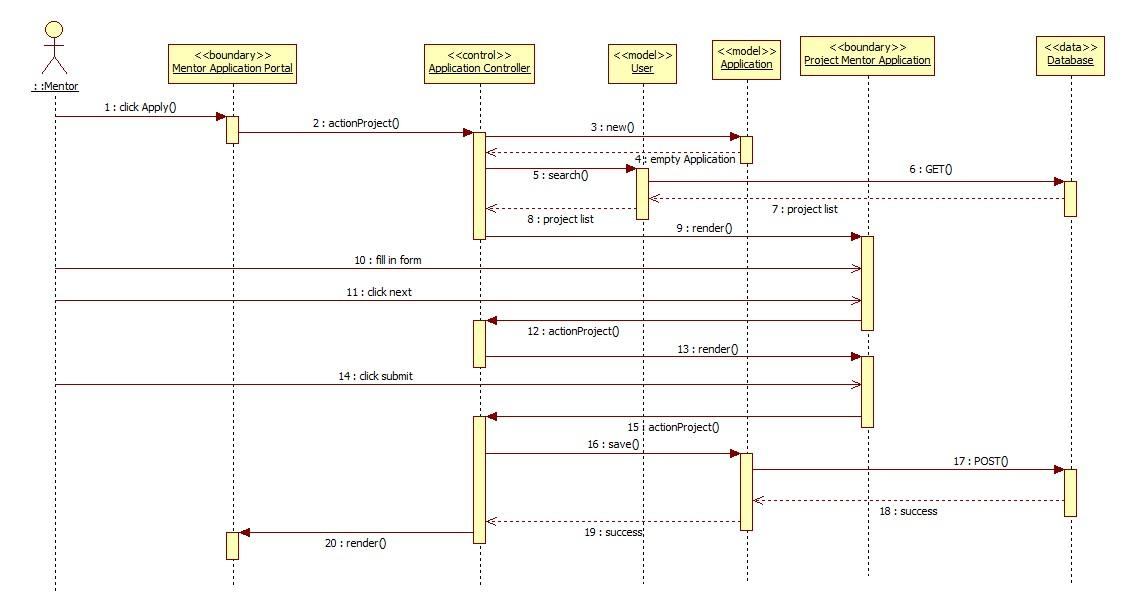 : :Mentor
<<boundary>>
Mentor Application Portal
<<control>>
Application Controller
<<model>>
User
<<model>>
Application
<<boundary>>
Project Mentor Application
<<data>>
Database
1 : click Apply()
2 : actionProject()
3 : new()
4 : empty Application
5 : search()
6 : GET()
7 : project list
8 : project list
9 : render()
10 : fill in form
11 : click next
12 : actionProject()
13 : render()
14 : click submit
15 : actionProject()
16 : save()
17 : POST()
18 : success
19 : success
20 : render()